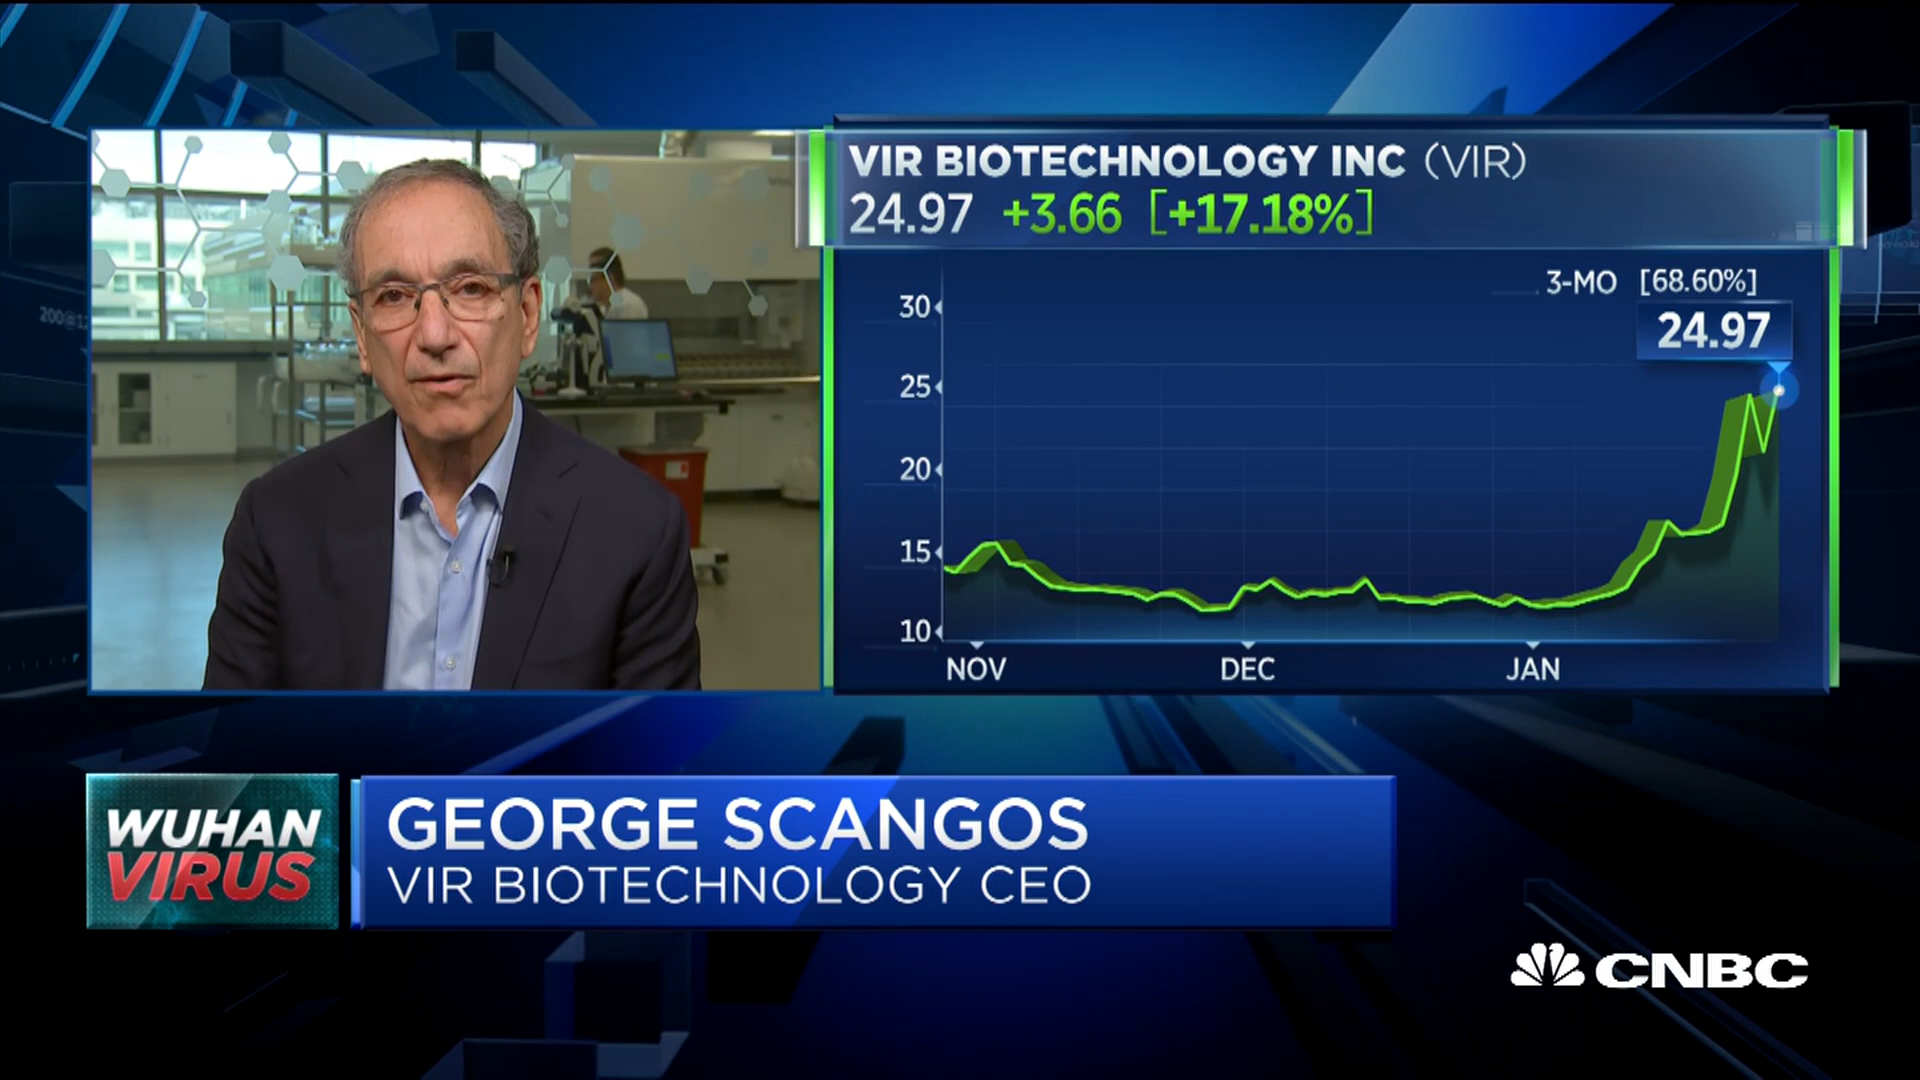 VIR BIOTECHNOLOGY INC (VIR)
24.97 +3.66 [+17.18%]
3-MO [68.60%]
24.97
30
25
20
15
10
NOV DEC JAN
WUHAN
VIRUS
GEORGE SCANGOS
VIR BIOTECHNOLOGY CEO
CNBC